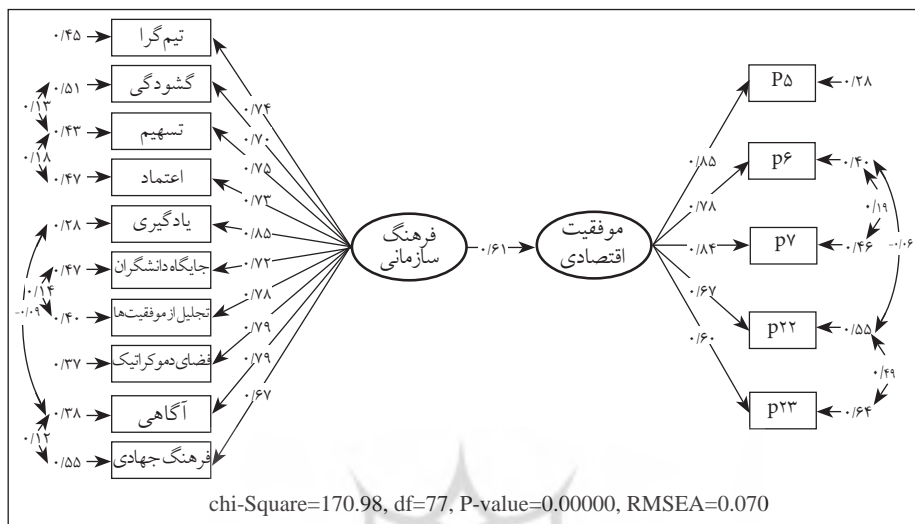 ۰/۴۵
تیم‌گرا
۰/۵۱
گشودگی
۰/۱۳
۰/۴۳
تسهیم
۰/۱۸
۰/۴۷
اعتماد
۰/۲۸
یادگیری
۰/۴۷
جایگاه دانشگران
۰/۱۴
۰/۴۰
تجلیل از موفقیت‌ها
-۰/۰۹
۰/۳۷
فضای دموکراتیک
۰/۳۸
آگاهی
۰/۱۲
۰/۵۵
فرهنگ جهادی
۰/۷۴
۰/۷۰
۰/۷۵
۰/۷۳
۰/۸۵
۰/۷۲
۰/۷۸
۰/۷۹
۰/۷۹
۰/۶۷
فرهنگ
سازمانی
۰/۶۱
موفقیت
اقتصادی
۰/۸۵
۰/۷۸
۰/۸۴
۰/۶۷
۰/۶۰
P۵
۰/۲۸
p۶
۰/۴۰
۰/۱۹
p۷
۰/۴۶
-۰/۰۶
p۲۲
۰/۵۵
۰/۴۹
p۲۳
۰/۶۴
chi-Square=170.98, df=77, P-value=0.00000, RMSEA=0.070